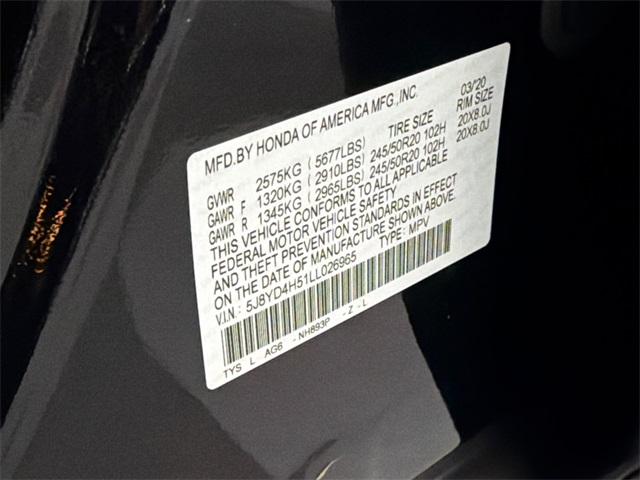 MFD.BY HONDA OF AMERICA MFG.,INC. 03/'20
TIRE SIZE RIM SIZE
GVWR 2575KG ( 5677LBS)
GAWR F 1320KG ( 2910LBS) 245/50R20 102H 20X8.0J
GAWR R 1345KG ( 2965LBS) 245/50R20 102H 20X8.0J
THIS VEHICLE CONFORMS TO ALL APPLICABLE
FEDERAL MOTOR VEHICLE SAFETY
AND THEFT PREVENTION STANDARDS IN EFFECT
ON THE DATE OF MANUFACTURE SHOWN ABOVE.
V.I.N.: 5J8YD4H51LL026965 TYPE: MPV
TYS L AG6 - NH893P - Z - L